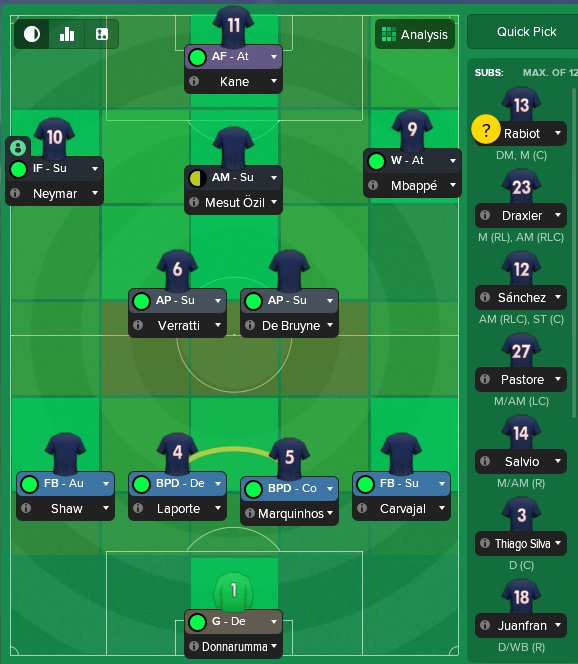 Analysis
Quick Pick
SUBS: MAX. OF 12
11
AF - At
Kane
10
IF - Su
Neymar
AM - Su
Mesut Özil
9
W - At
Mbappé
6
AP - Su
Verratti
AP - Su
De Bruyne
FB - Au
Shaw
4
BPD - De
Laporte
5
BPD - Co
Marquinhos
FB - Su
Carvajal
1
G - De
Donnarumma
13
?
Rabiot
DM, M (C)
23
Draxler
M (RL), AM (RLC)
12
Sánchez
AM (RLC), ST (C)
27
Pastore
M/AM (LC)
14
Salvio
M/AM (R)
3
Thiago Silva
D (C)
18
Juanfran
D/WB (R)